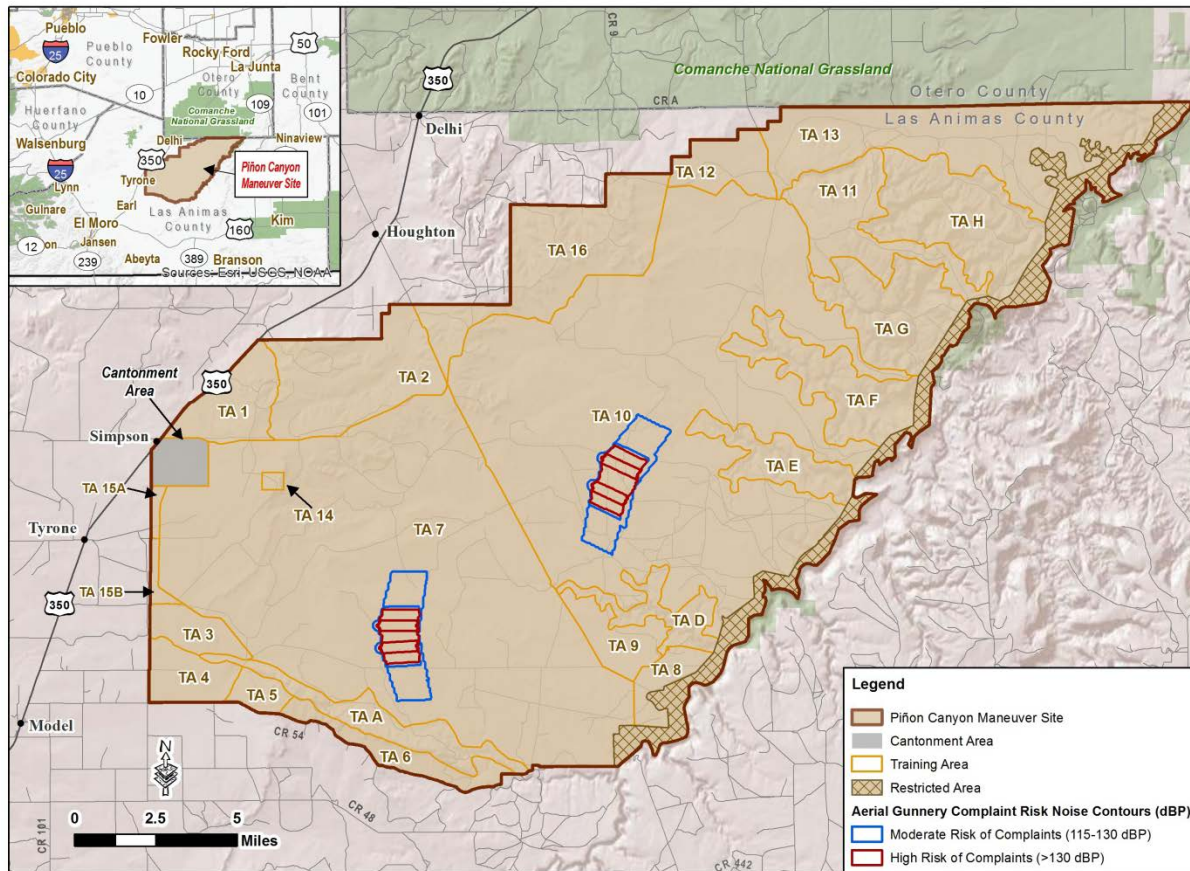 Pueblo
25
Pueblo
County
Fowler
Rocky Ford
50
La Junta
Colorado City
Otero
County
Bent
County
10
109
Huerfano
County
Comanche
National Grassland
101
Walsenburg
Delhi
Ninaview
350
25
Lynn
Tyrone
Piñon Canyon
Maneuver Site
Gulnare
Earl
Las Animas
County
El Moro
Kim
12
Jansen
160
239
Abeyta
389
Branson
Sources: Esri, USGS, NOAA
CR 9
350
Comanche National Grassland
CR A
Otero County
Las Animas County
Delhi
TA 13
TA 12
TA 11
TA H
Houghton
TA 16
TA G
Cantonment
Area
350
TA 2
TA 1
TA F
TA 10
Simpson
TA E
TA 15A
TA 14
TA 7
Tyrone
TA 15B
350
TA D
TA 3
TA 9
TA 8
TA 4
TA 5
TA A
Model
CR 54
TA 6
N
0 2.5 5
Miles
CR 48
CR 101
CR 442
Legend
Piñon Canyon Maneuver Site
Cantonment Area
Training Area
Restricted Area
Aerial Gunnery Complaint Risk Noise Contours (dBP)
Moderate Risk of Complaints (115-130 dBP)
High Risk of Complaints (>130 dBP)